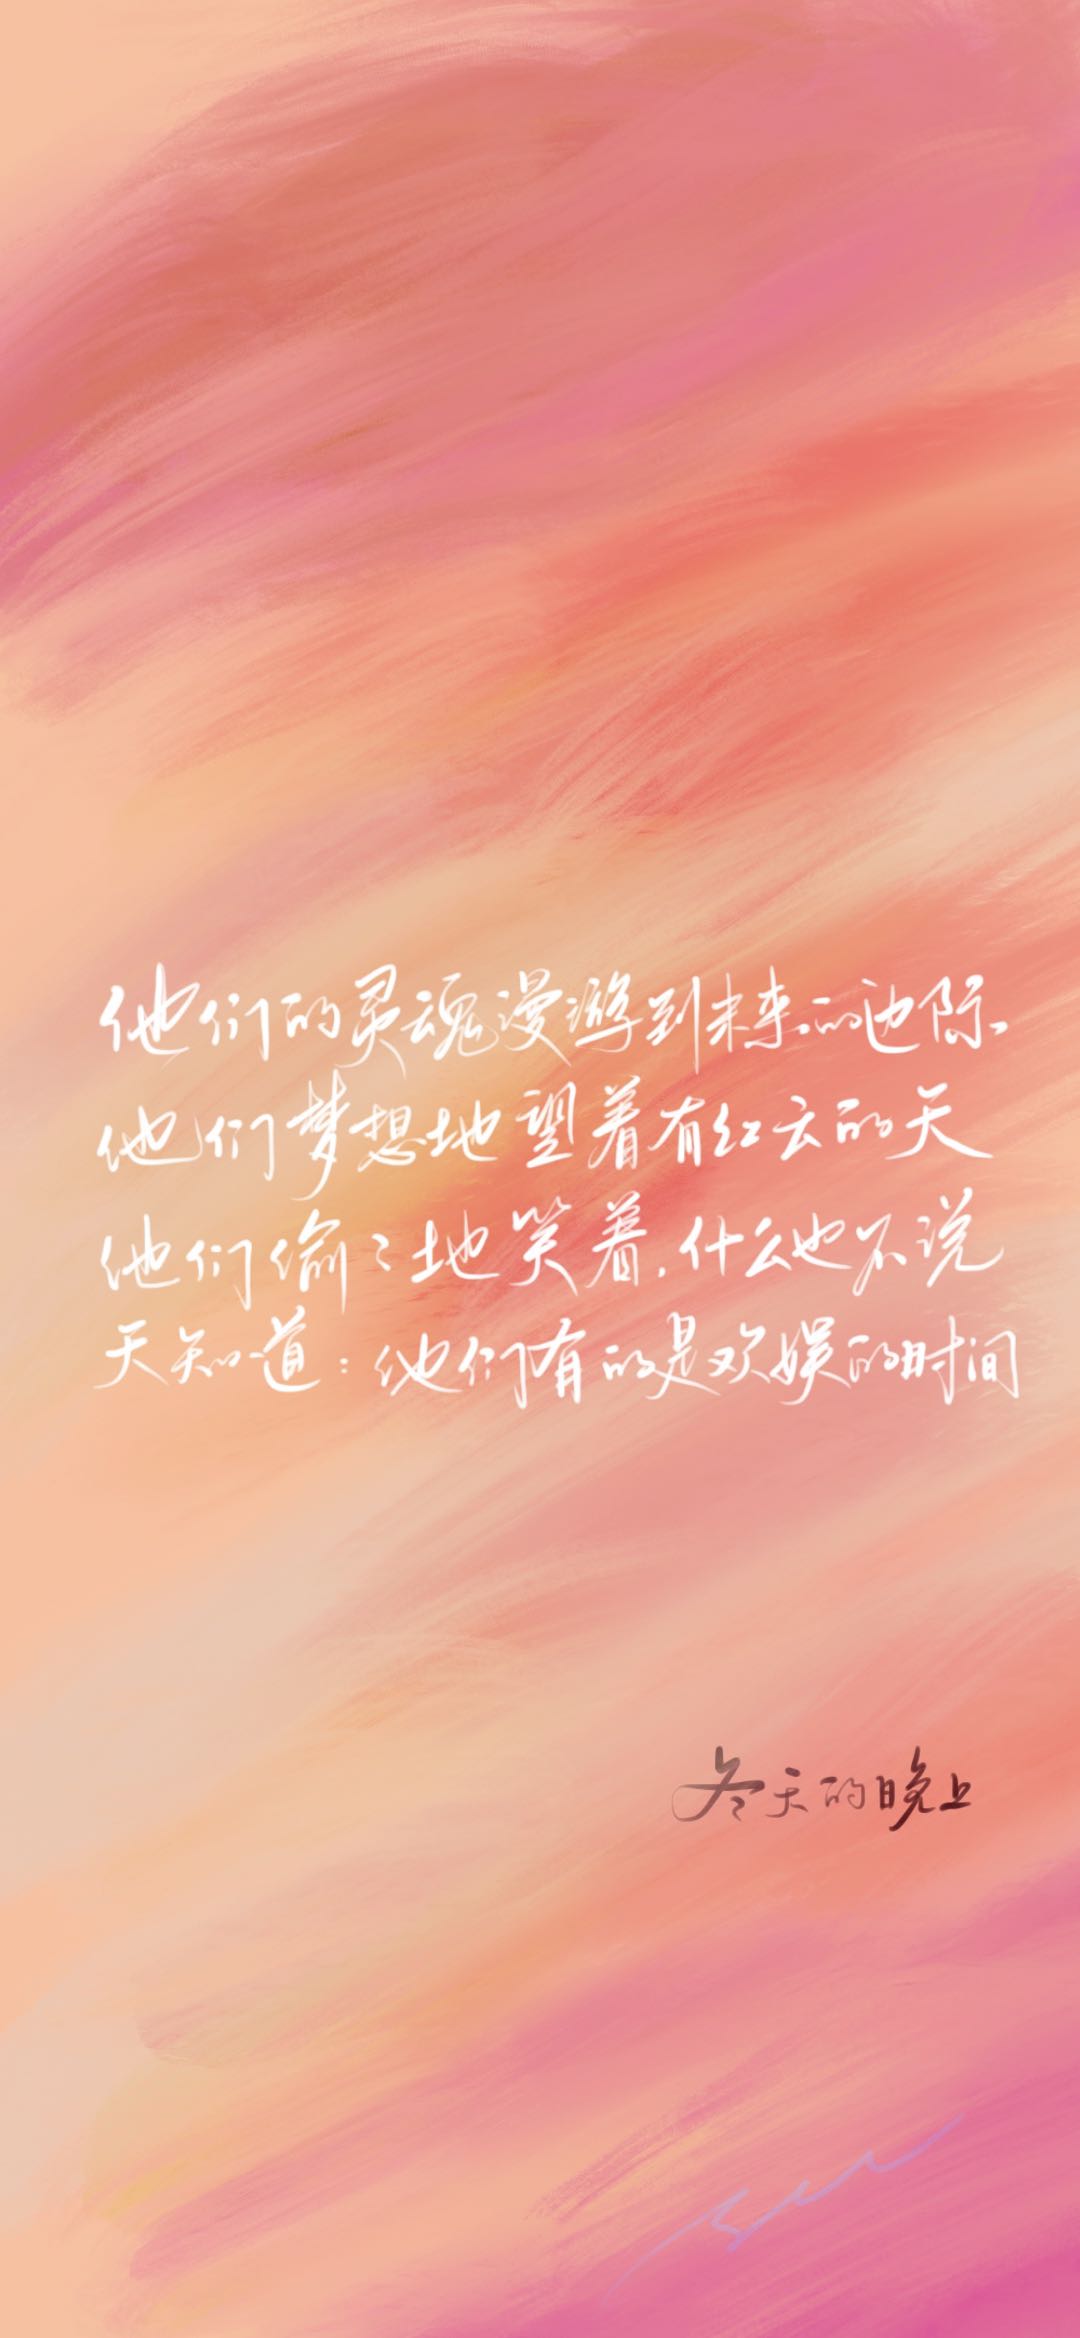 他们的灵魂漫游到未来的边际.
他们梦想地望着有红云的天
他们偷偷地笑着.什么也不说
天知道：他们有的是欢娱的时间
冬天的晚上